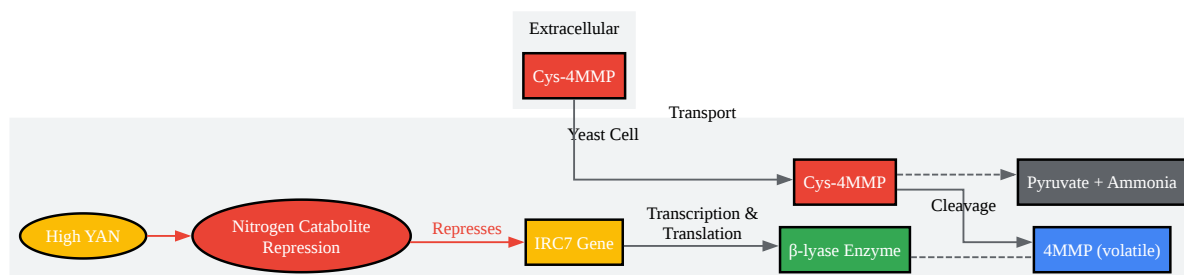 Extracellular
Cys-4MMP
Transport
Yeast Cell
Cys-4MMP
Pyruvate + Ammonia
Cleavage
High YAN
Nitrogen Catabolite
Repression
Represses
IRC7 Gene
Transcription &
Translation
β-lyase Enzyme
4MMP (volatile)